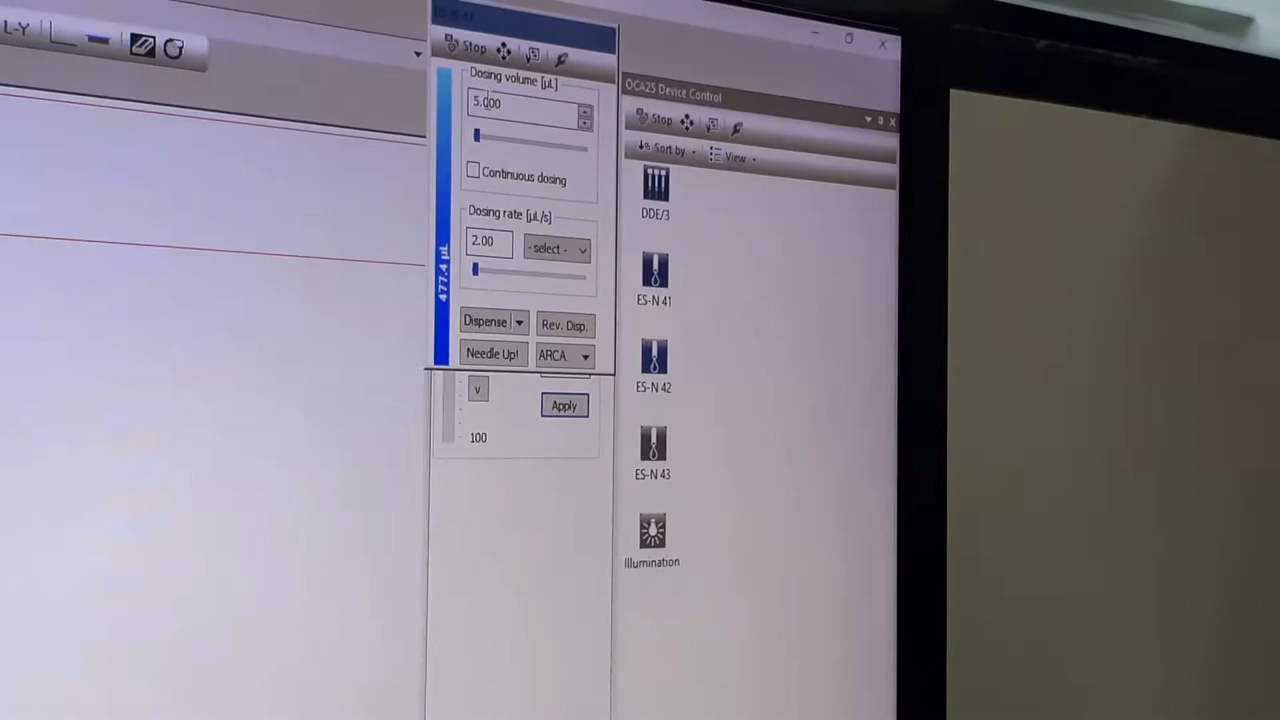 L-Y
Stop
Dosing volume [µL]
5.000
Continuous dosing
Dosing rate [µL/s]
2.00
- select -
477.4 µL
Dispense
Rev. Disp.
Needle Up!
ARCA
v
Apply
100
OCA25 Device Control
Stop
Sort by
View
DDE/3
ES-N 41
ES-N 42
ES-N 43
Illumination